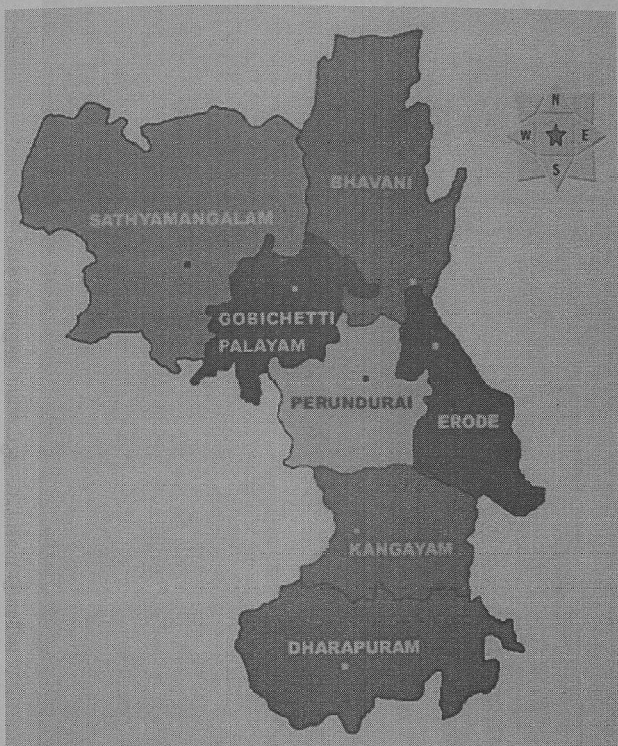 N
W E
S
BHAVANI
SATHYAMANGALAM
GOBICHETTI
PALAYAM
PERUNDURAI
ERODE
KANGAYAM
DHARAPURAM